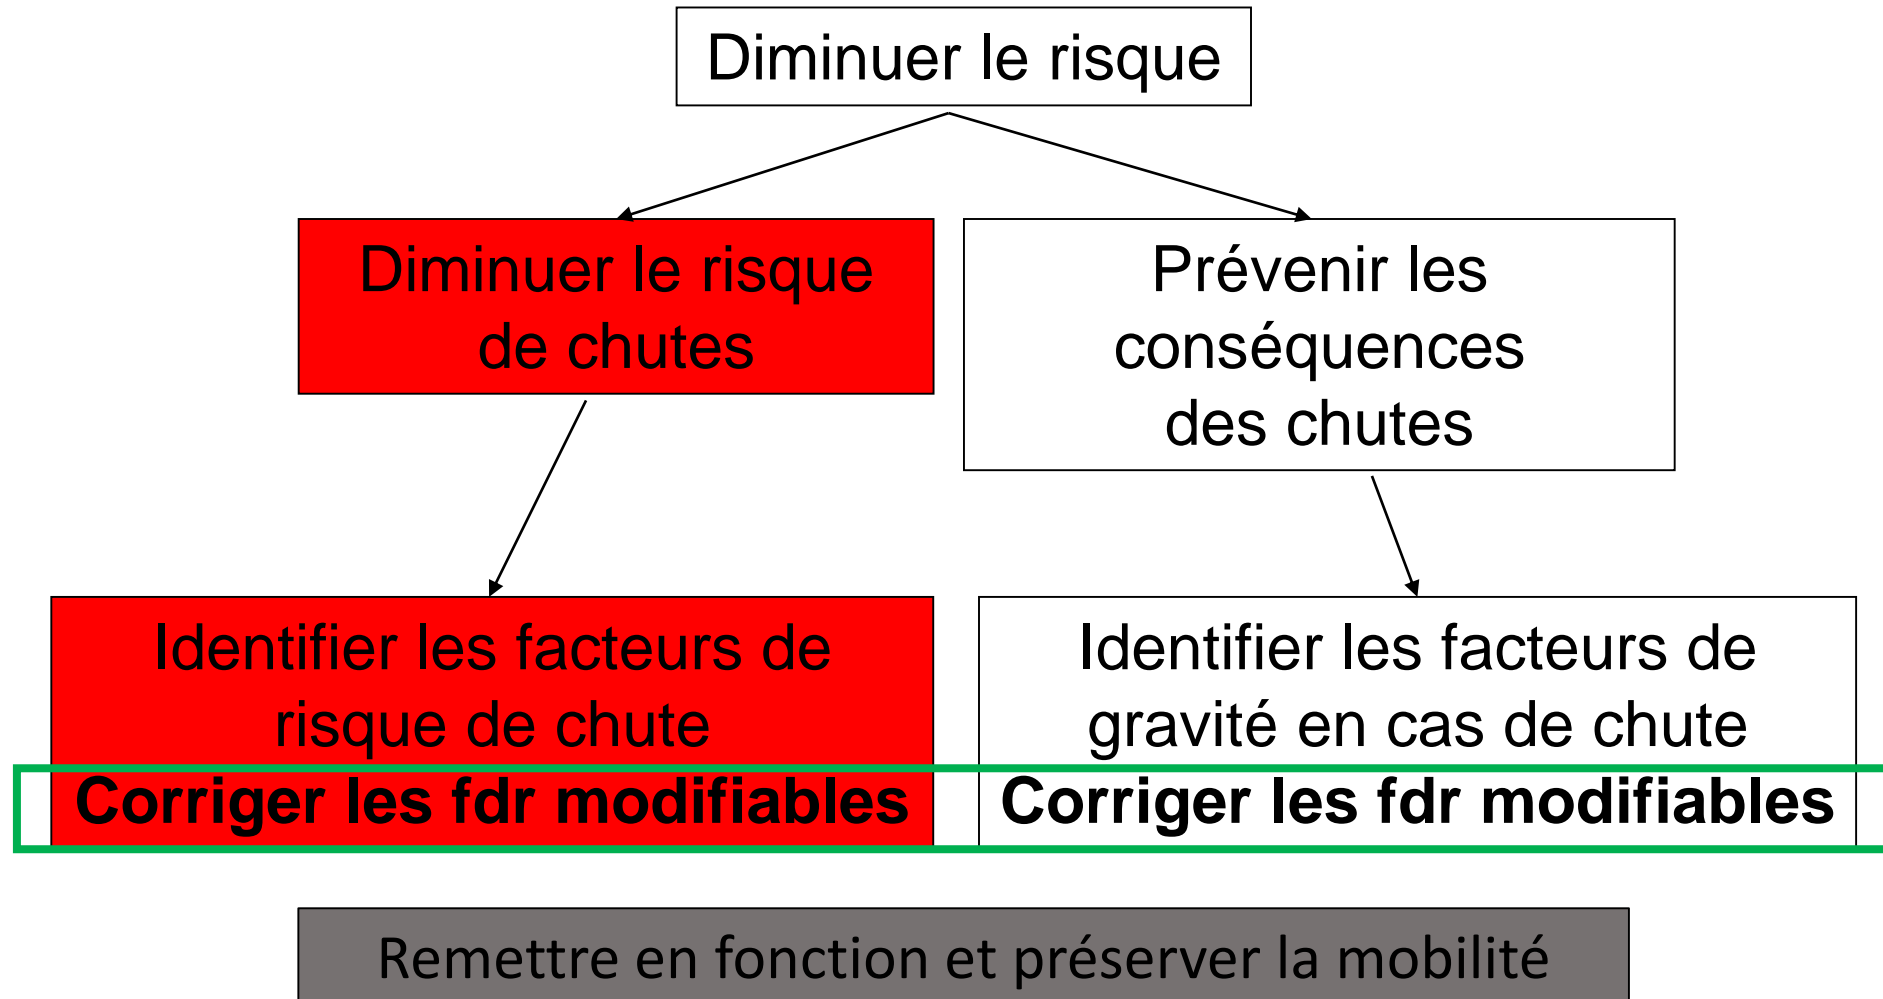 Diminuer le risque
Diminuer le risque
de chutes
Prévenir les
conséquences
des chutes
Identifier les facteurs de
risque de chute
Corriger les fdr modifiables
Identifier les facteurs de
gravité en cas de chute
Corriger les fdr modifiables
Remettre en fonction et préserver la mobilité